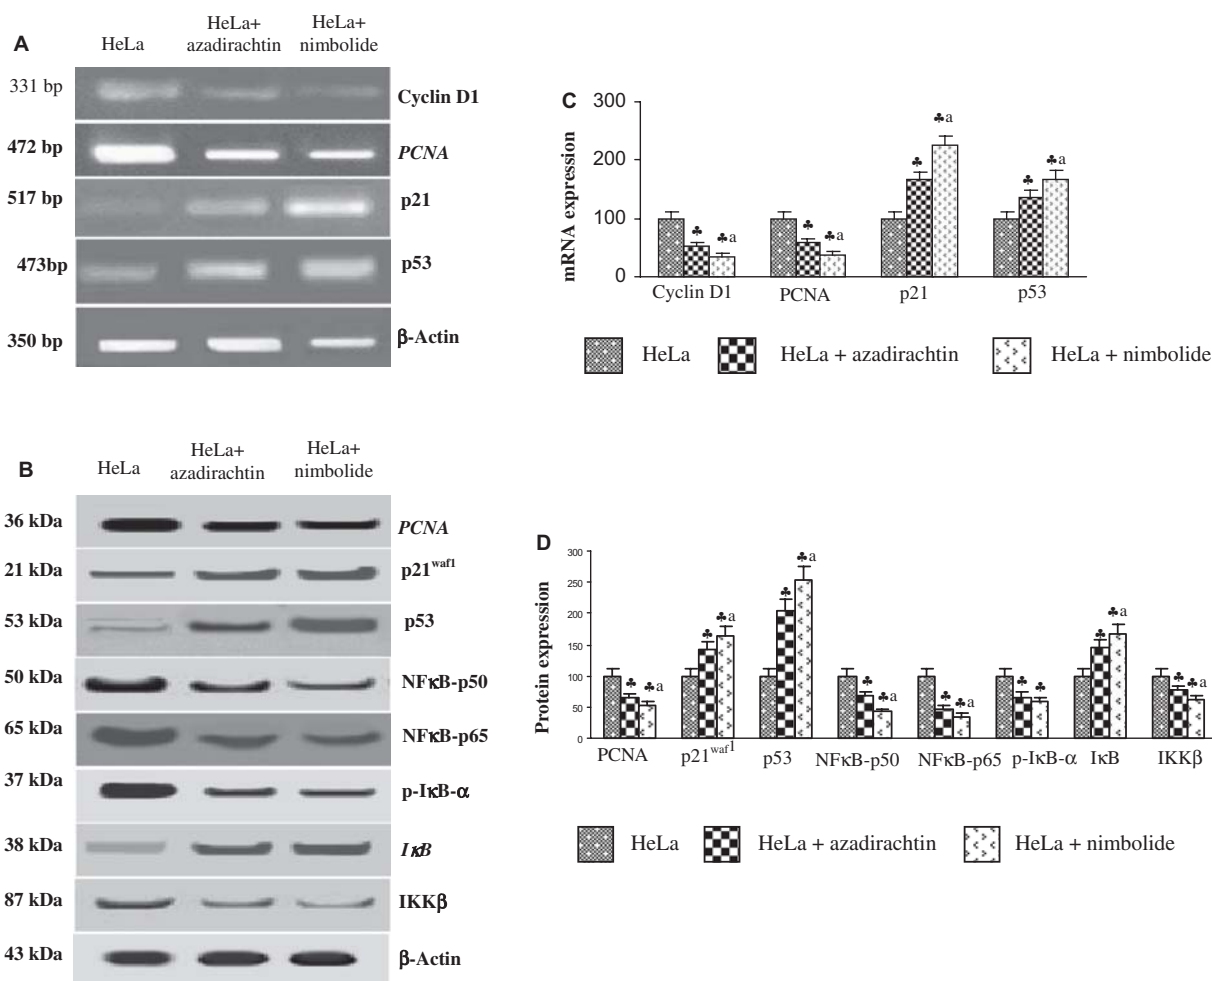 A
HeLa
HeLa+
azadirachtin
HeLa+
nimbolide
331 bp
Cyclin D1
472 bp
PCNA
517 bp
p21
473bp
p53
350 bp
β-Actin
C
mRNA expression
300
200
100
0
♣ ♣a ♣ ♣a ♣ ♣a ♣ ♣a
Cyclin D1 PCNA p21 p53
HeLa HeLa + azadirachtin HeLa + nimbolide
B
HeLa
HeLa+
azadirachtin
HeLa+
nimbolide
36 kDa
PCNA
21 kDa
p21waf1
53 kDa
p53
50 kDa
NFκB-p50
65 kDa
NFκB-p65
37 kDa
p-IκB-α
38 kDa
IκB
87 kDa
IKKβ
43 kDa
β-Actin
D
Protein expression
300
250
200
150
100
50
0
♣ ♣a ♣ ♣a ♣ ♣a ♣ ♣a ♣ ♣a ♣ ♣ ♣ ♣a ♣ ♣a
PCNA p21waf1 p53 NFκB-p50 NFκB-p65 p-IκB-α IκB IKKβ
HeLa HeLa + azadirachtin HeLa + nimbolide